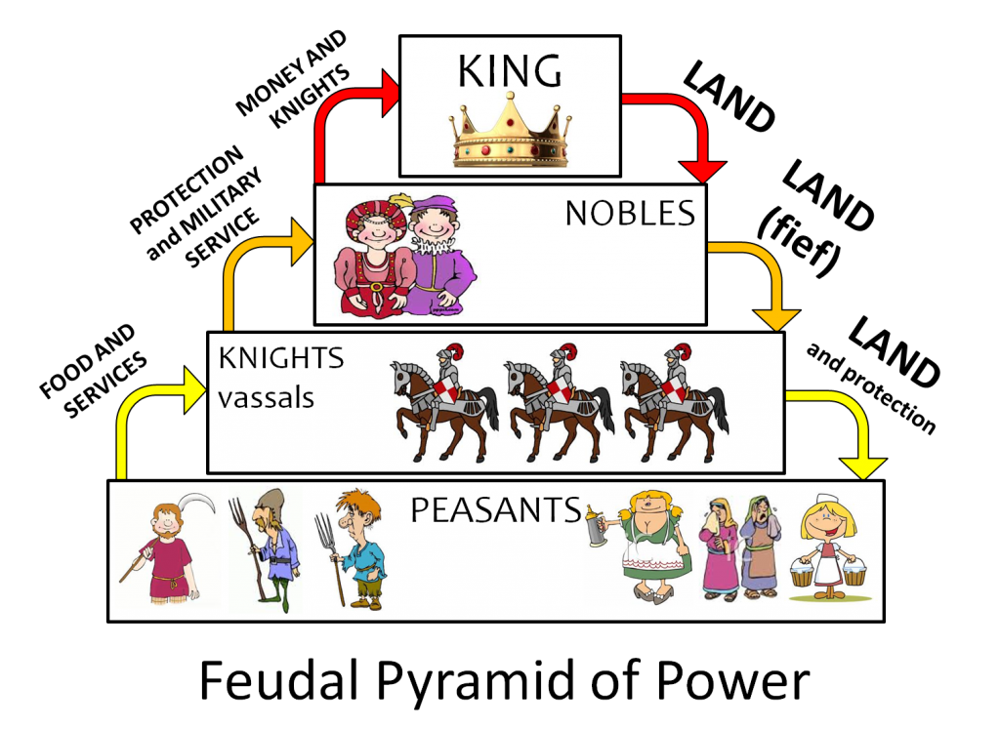 MONEY AND
KNIGHTS
KING
LAND
PROTECTION
and MILITARY
SERVICE
NOBLES
LAND
(fief)
FOOD AND
SERVICES
KNIGHTS
vassals
LAND
and protection
PEASANTS
Feudal Pyramid of Power